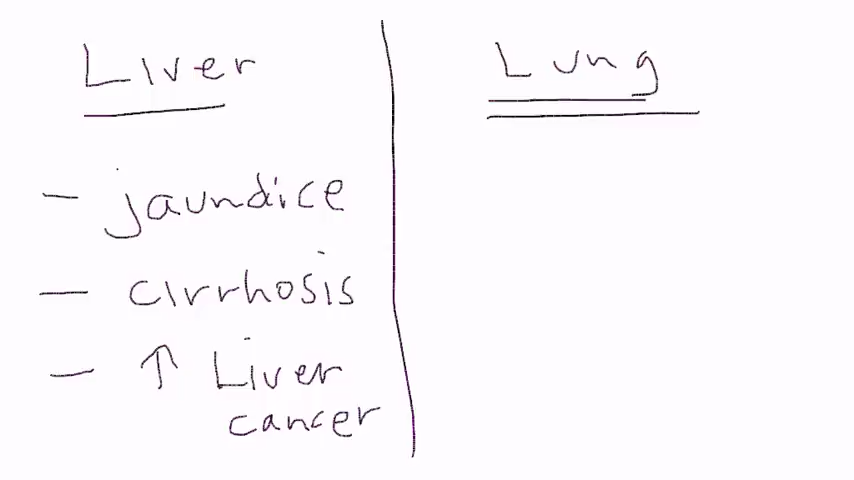 Liver
Lung
- jaundice
- cirrhosis
- ↑ Liver
cancer